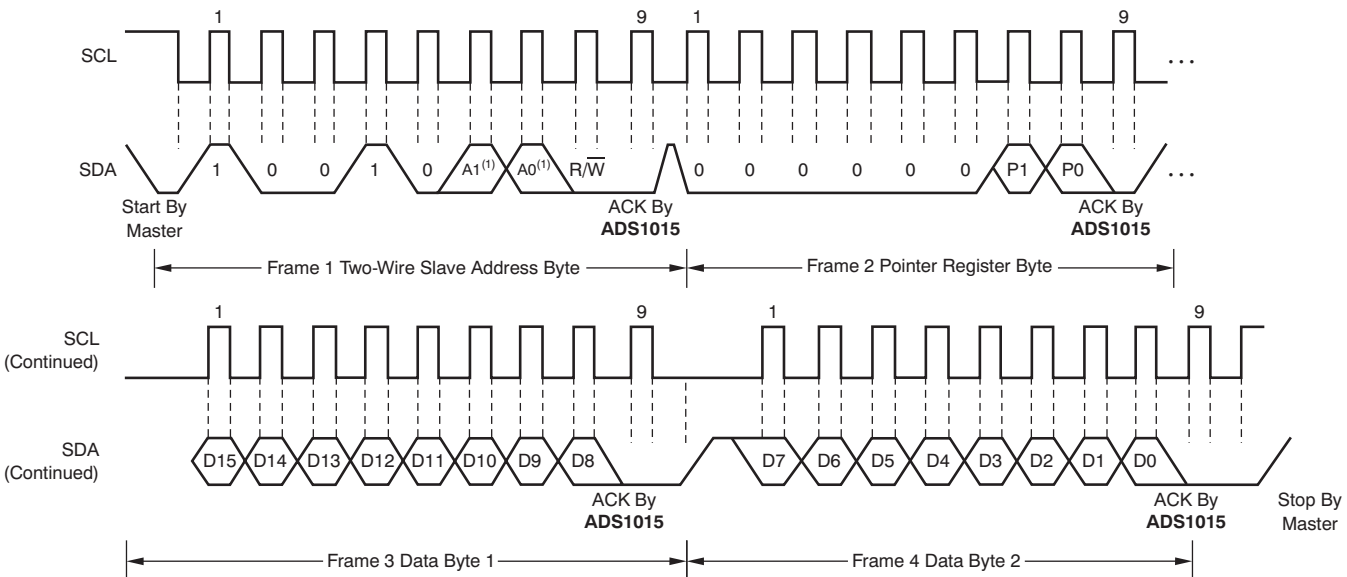 1 9 1 9
SCL ...
SDA 1 0 0 1 0 A1(1) A0(1) R/W̅ 0 0 0 0 0 0 P1 P0 ...
Start By Master ACK By ADS1015 ACK By ADS1015
Frame 1 Two-Wire Slave Address Byte Frame 2 Pointer Register Byte
1 9 1 9
SCL (Continued)
SDA (Continued) D15 D14 D13 D12 D11 D10 D9 D8 D7 D6 D5 D4 D3 D2 D1 D0
ACK By ADS1015 ACK By ADS1015 Stop By Master
Frame 3 Data Byte 1 Frame 4 Data Byte 2